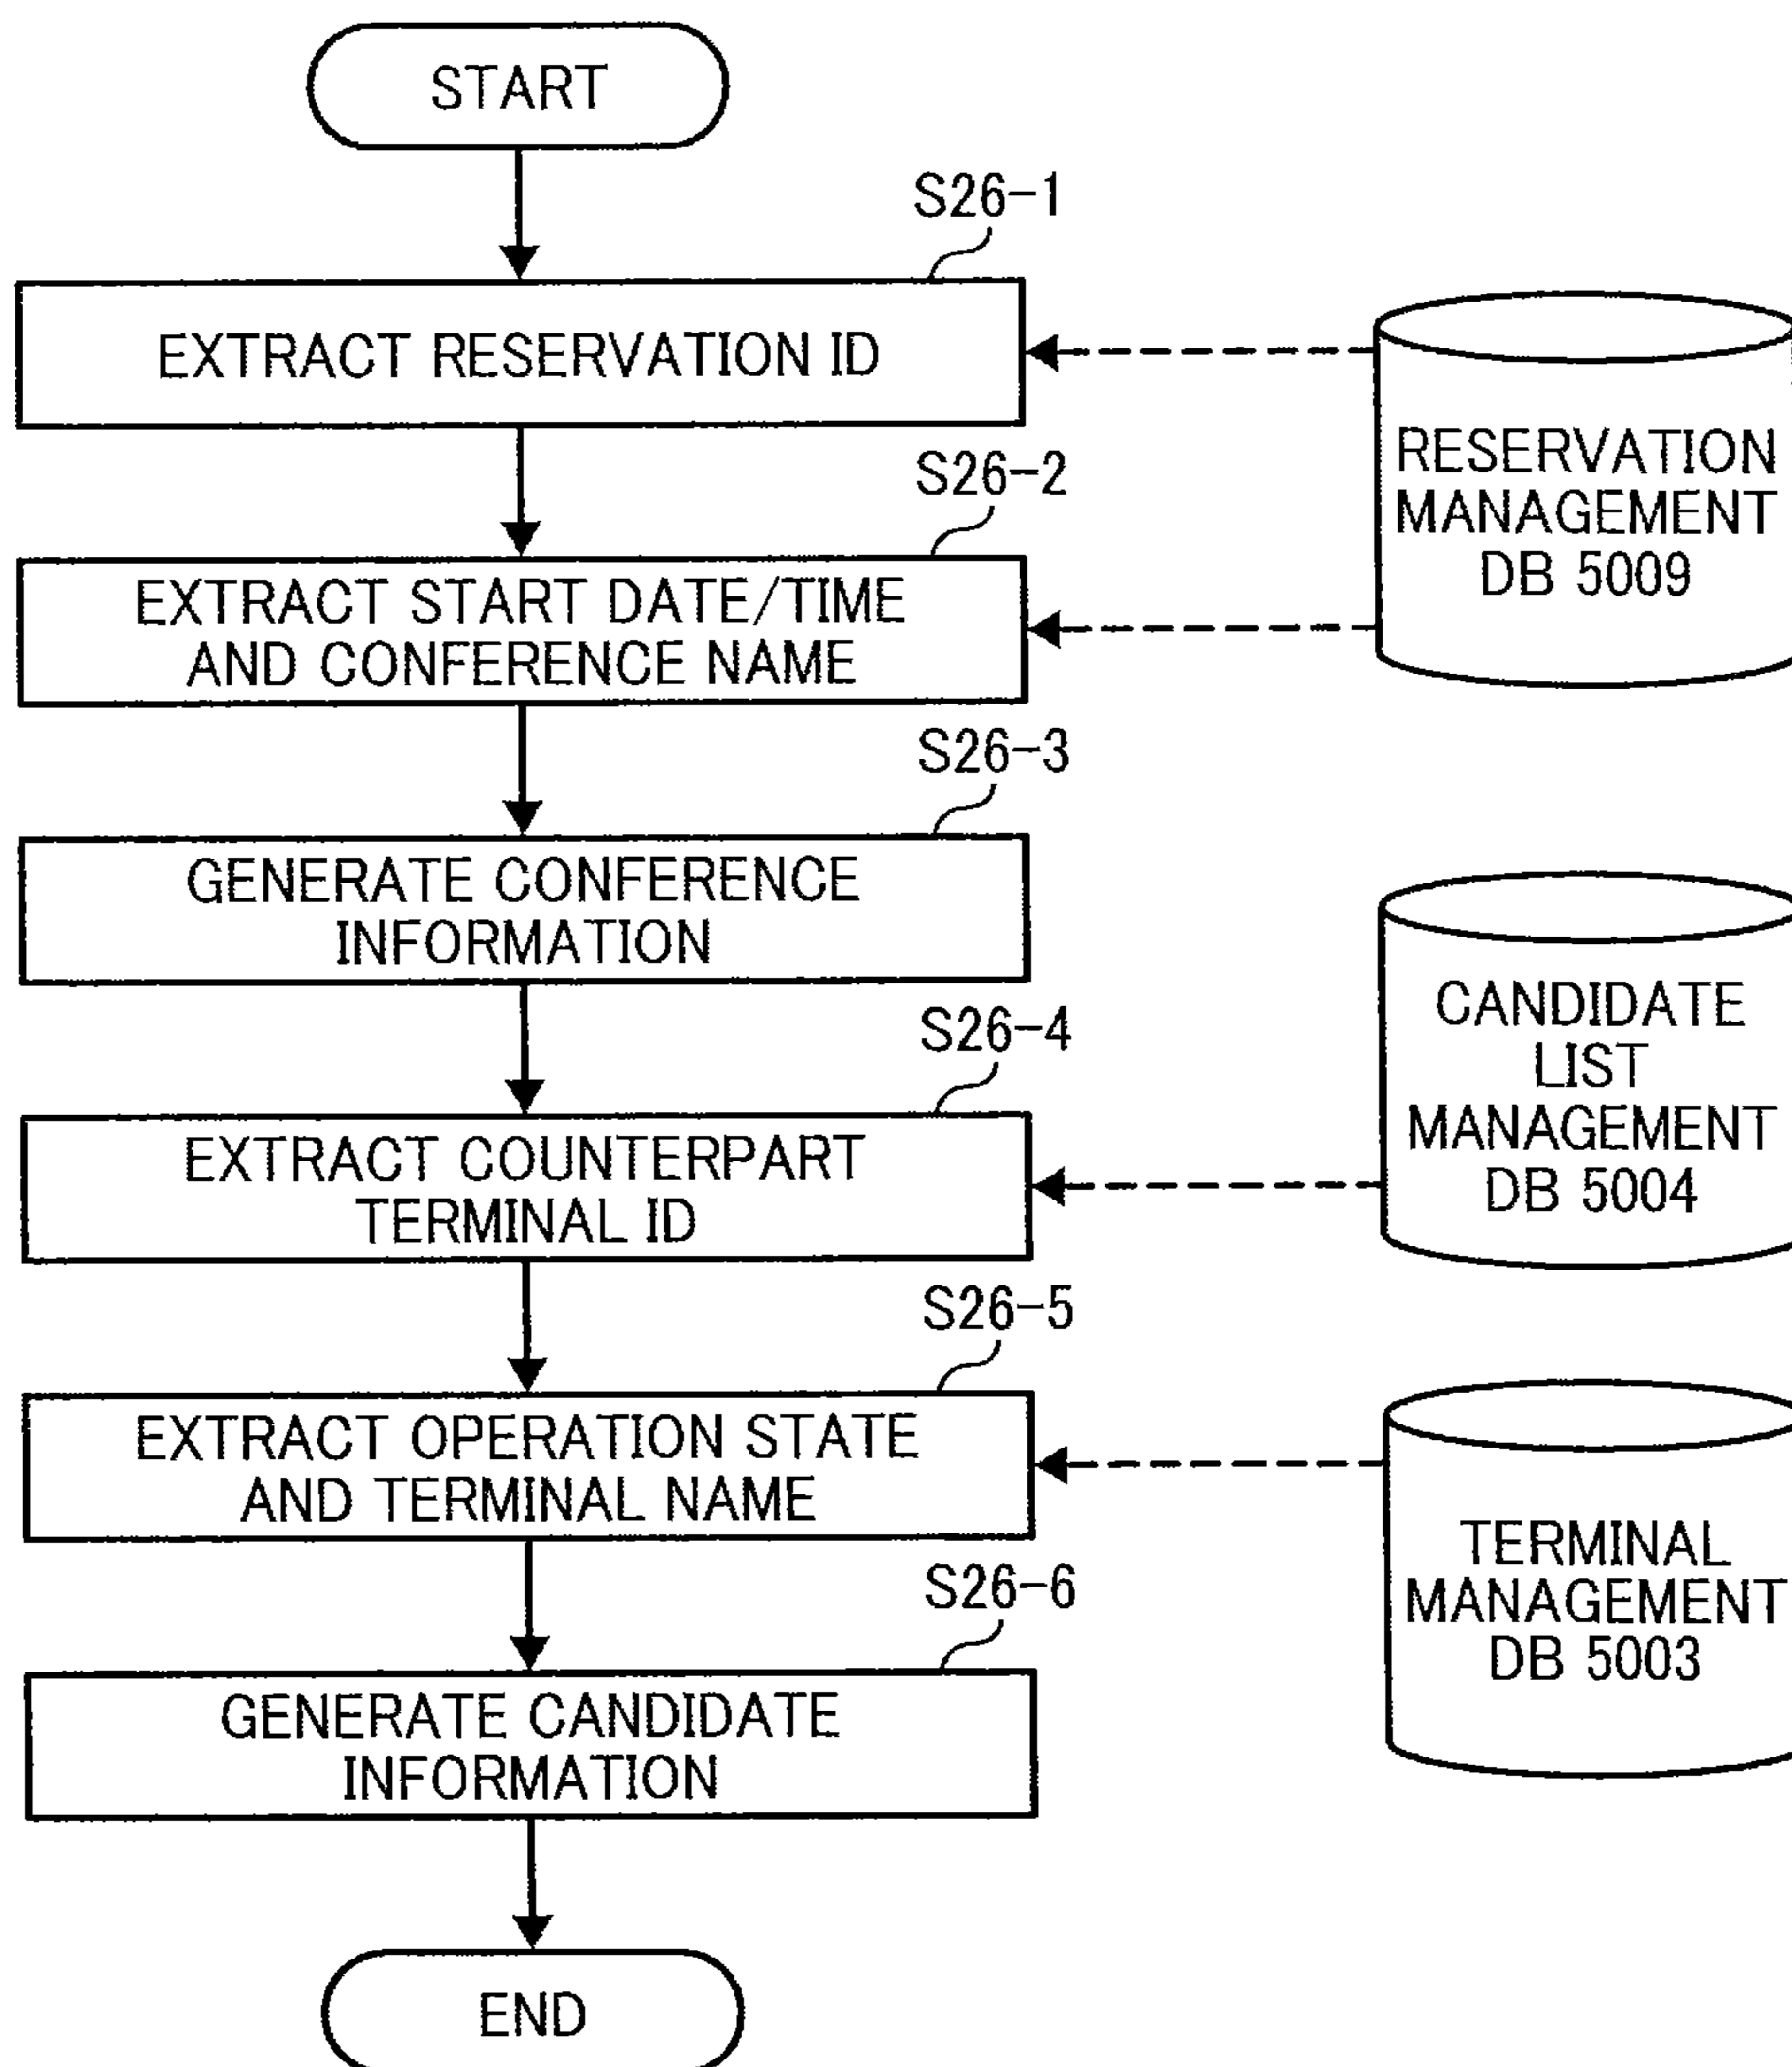 START
S26-1
EXTRACT RESERVATION ID
RESERVATION
MANAGEMENT
DB 5009
S26-2
EXTRACT START DATE/TIME
AND CONFERENCE NAME
S26-3
GENERATE CONFERENCE
INFORMATION
CANDIDATE
LIST
MANAGEMENT
DB 5004
S26-4
EXTRACT COUNTERPART
TERMINAL ID
S26-5
EXTRACT OPERATION STATE
AND TERMINAL NAME
TERMINAL
MANAGEMENT
DB 5003
S26-6
GENERATE CANDIDATE
INFORMATION
END